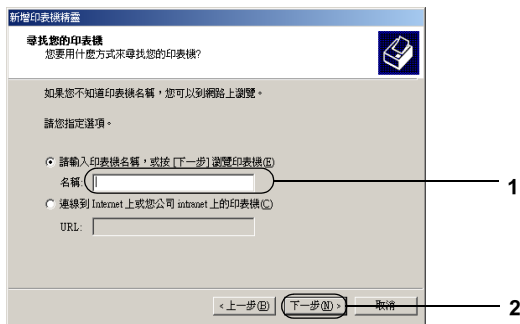 新增印表機精靈
尋找您的印表機
您要用什麼方式來尋找您的印表機?
如果您不知道印表機名稱，您可以到網路上瀏覽。
請您指定選項。
請輸入印表機名稱，或按 [下一步] 瀏覽印表機(E)
名稱:
1
連線到 Internet 上或您公司 intranet 上的印表機(C)
URL:
<上一步(B) 下一步(N)> 取消
2